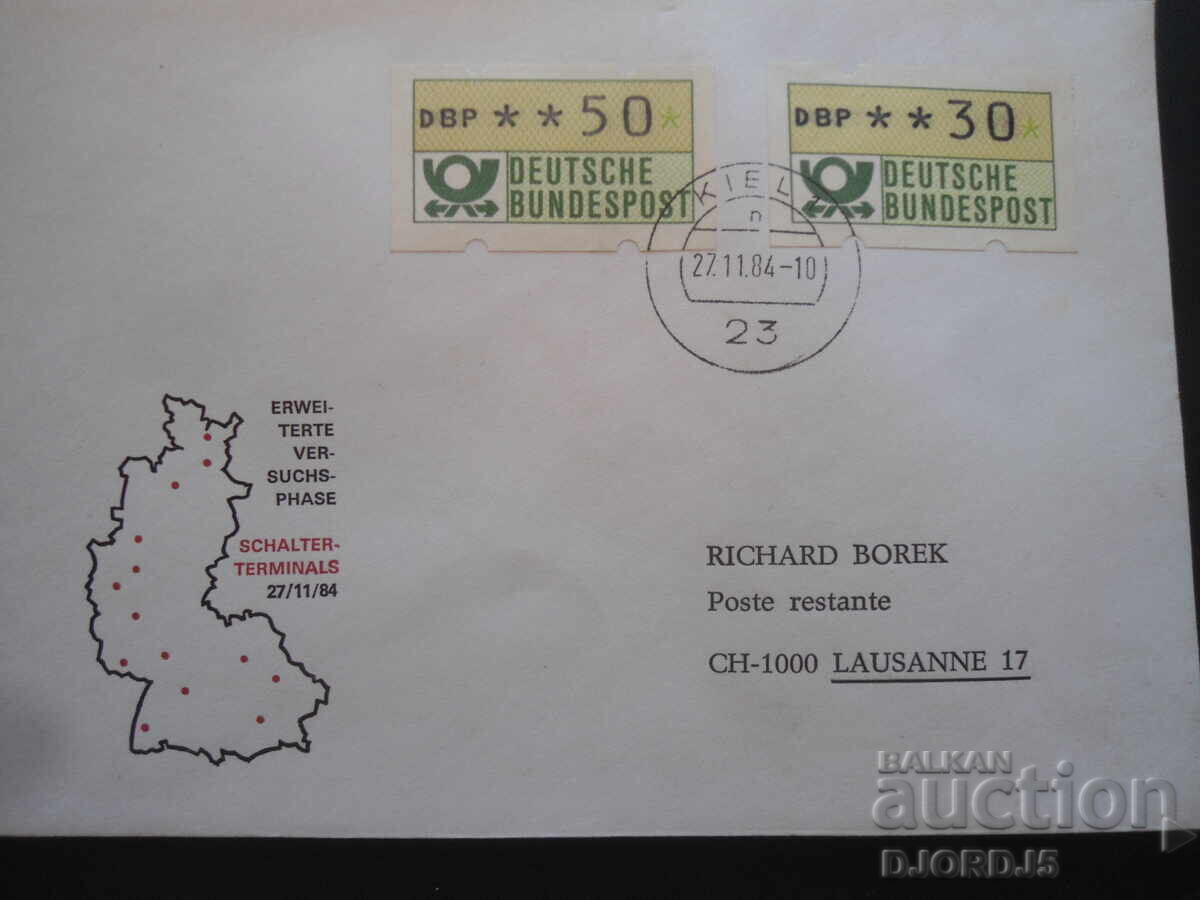 DBP **50*
DEUTSCHE
BUNDESPOST
DBP **30*
DEUTSCHE
BUNDESPOST
KIEL 1
n
27.11.84-10
23
ERWEI-
TERTE
VER-
SUCHS-
PHASE
SCHALTER-
TERMINALS
27/11/84
RICHARD BOREK
Poste restante
CH-1000 LAUSANNE 17
BALKAN
auction
DJORDJ5